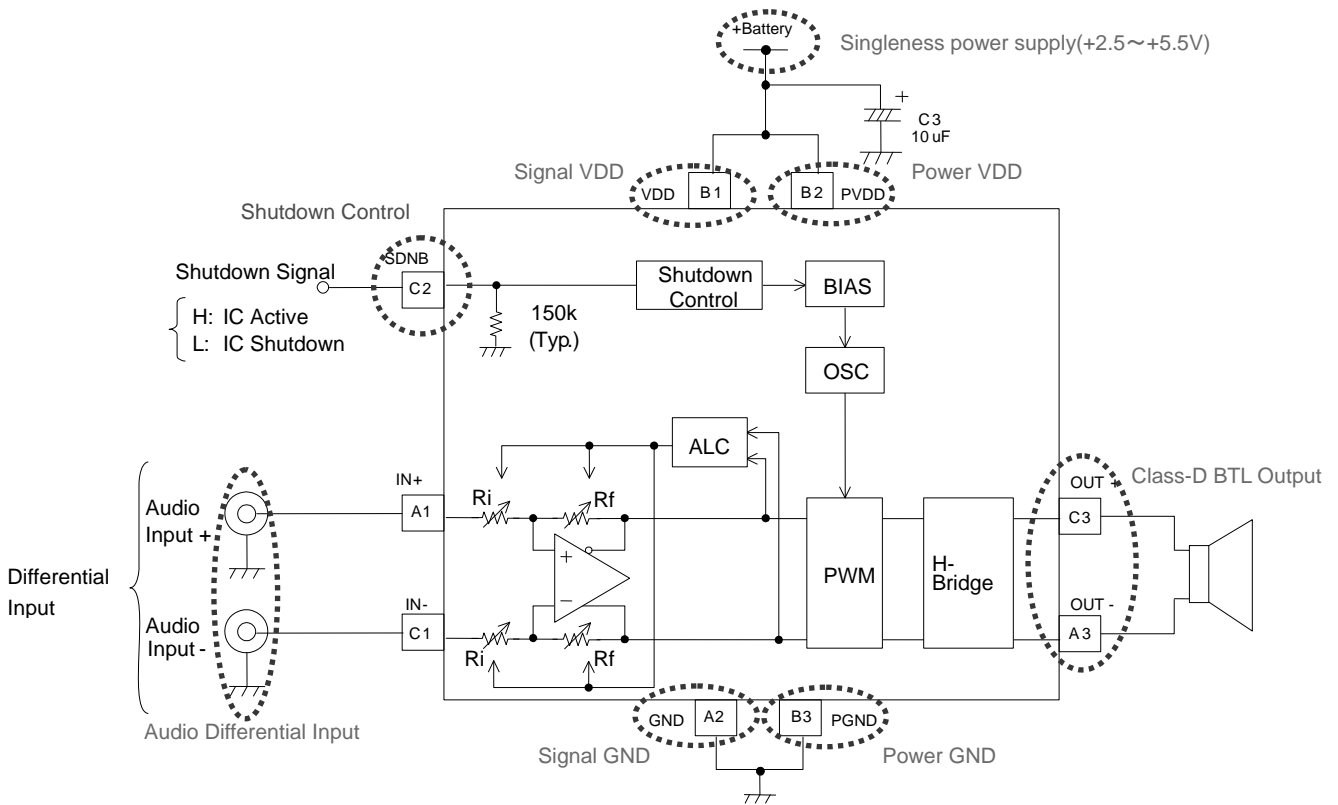 +Battery
Singleness power supply(+2.5～+5.5V)
+
C3
10 uF
Signal VDD
VDD
B1
B2
PVDD
Power VDD
Shutdown Control
SDNB
C2
Shutdown Signal
H: IC Active
L: IC Shutdown
150k
(Typ.)
Shutdown
Control
BIAS
OSC
ALC
Differential
Input
Audio
Input +
IN+
A1
Ri
Rf
+
−
PWM
H-
Bridge
OUT +
C3
Class-D BTL Output
Audio
Input -
IN-
C1
Ri
Rf
OUT -
A3
Audio Differential Input
Signal GND
GND
A2
B3
PGND
Power GND